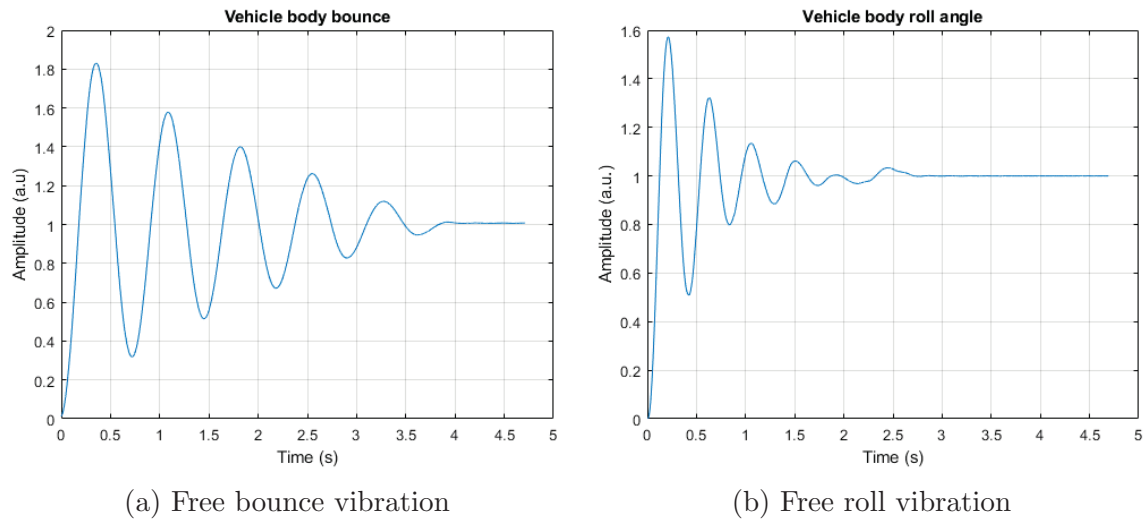 Vehicle body bounce
2
1.8
1.6
1.4
1.2
1
0.8
0.6
0.4
0.2
0
Amplitude (a.u)
0 0.5 1 1.5 2 2.5 3 3.5 4 4.5 5
Time (s)
(a) Free bounce vibration
Vehicle body roll angle
1.6
1.4
1.2
1
0.8
0.6
0.4
0.2
0
Amplitude (a.u.)
0 0.5 1 1.5 2 2.5 3 3.5 4 4.5 5
Time (s)
(b) Free roll vibration